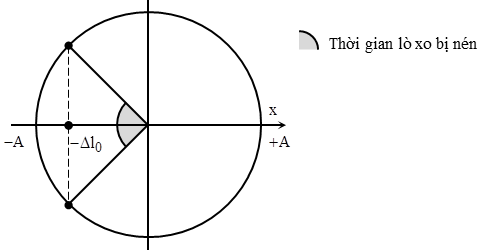 Thời gian lò xo bị nén
x
−A
−Δl₀
+A